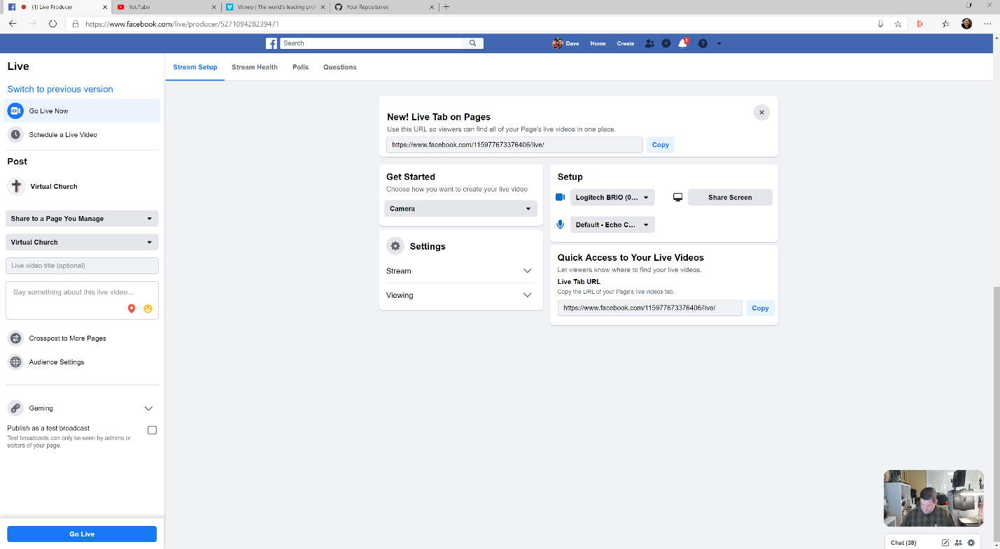 (1) Live Producer
YouTube
Vimeo | The world's leading prof
Your Repositories
https://www.facebook.com/live/producer/527109428239471
Search
Dave
Home
Create
1
?
Live
Switch to previous version
Go Live Now
Schedule a Live Video
Post
Virtual Church
Share to a Page You Manage
Virtual Church
Live video title (optional)
Say something about this live video...
Crosspost to More Pages
Audience Settings
Gaming
Publish as a test broadcast
Test broadcasts can only be seen by admins or
editors of your page.
Go Live
Stream Setup
Stream Health
Polls
Questions
New! Live Tab on Pages
Use this URL so viewers can find all of your Page's live videos in one place.
https://www.facebook.com/115977673376406/live/
Copy
Get Started
Choose how you want to create your live video
Camera
Settings
Stream
Viewing
Setup
Logitech BRIO (0...
Share Screen
Default - Echo C...
Quick Access to Your Live Videos
Let viewers know where to find your live videos.
Live Tab URL
Copy the URL of your Page's live videos tab.
https://www.facebook.com/115977673376406/live/
Copy
Chat (38)